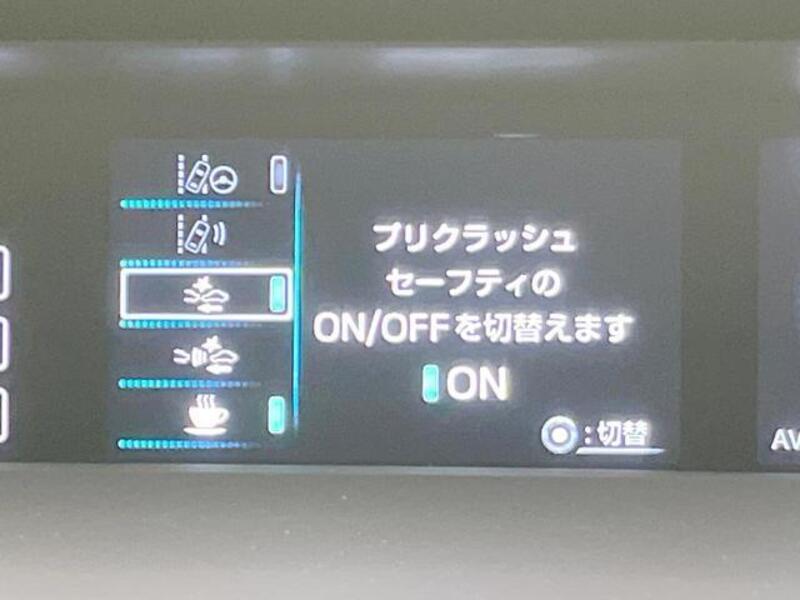 プリクラッシュ
セーフティの
ON/OFFを切替えます
ON
:切替
AV